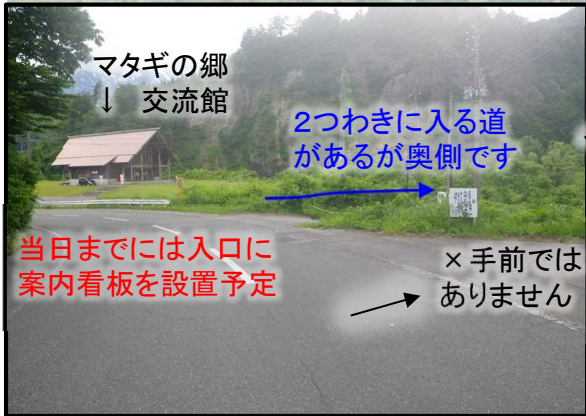 マタギの郷
↓ 交流館
2つわきに入る道
があるが奥側です
当日までには入口に
案内看板を設置予定
×手前では
ありません